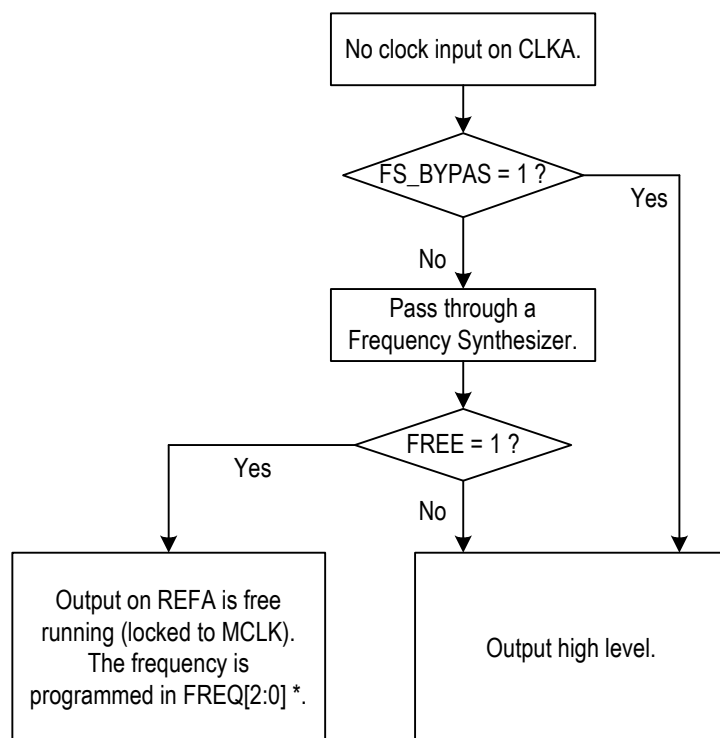 No clock input on CLKA.
FS_BYPAS = 1 ?
Yes
No
Pass through a
Frequency Synthesizer.
FREE = 1 ?
Yes
No
Output on REFA is free
running (locked to MCLK).
The frequency is
programmed in FREQ[2:0] *.
Output high level.